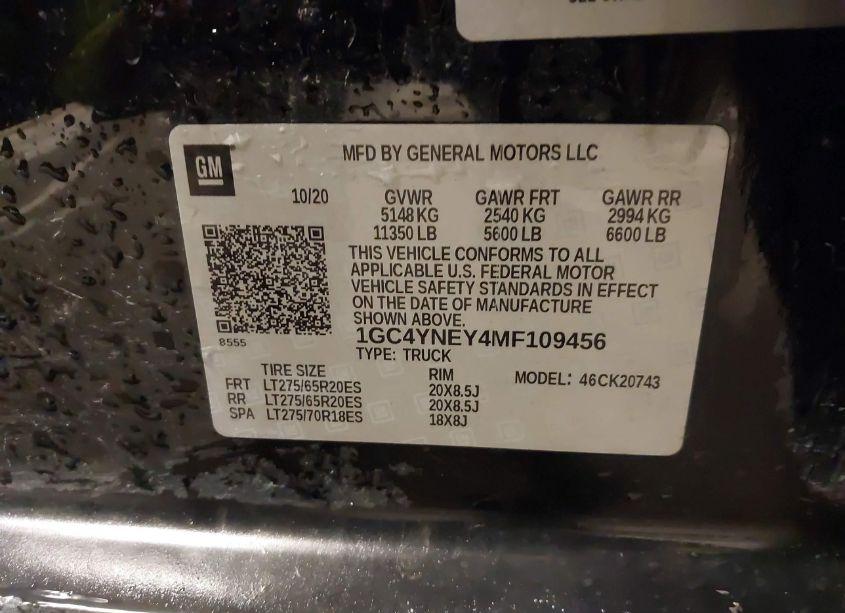 GM
MFD BY GENERAL MOTORS LLC
10/20 GVWR GAWR FRT GAWR RR
5148 KG 2540 KG 2994 KG
11350 LB 5600 LB 6600 LB
THIS VEHICLE CONFORMS TO ALL
APPLICABLE U.S. FEDERAL MOTOR
VEHICLE SAFETY STANDARDS IN EFFECT
ON THE DATE OF MANUFACTURE
SHOWN ABOVE.
8555
1GC4YNEY4MF109456
TYPE: TRUCK
TIRE SIZE RIM MODEL: 46CK20743
FRT LT275/65R20ES 20X8.5J
RR LT275/65R20ES 20X8.5J
SPA LT275/70R18ES 18X8J